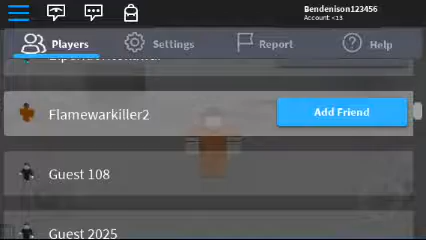 Bendenison123456
Account <13
Players
Settings
Report
Help
Flamewarkiller2
Add Friend
Guest 108
Guest 2025